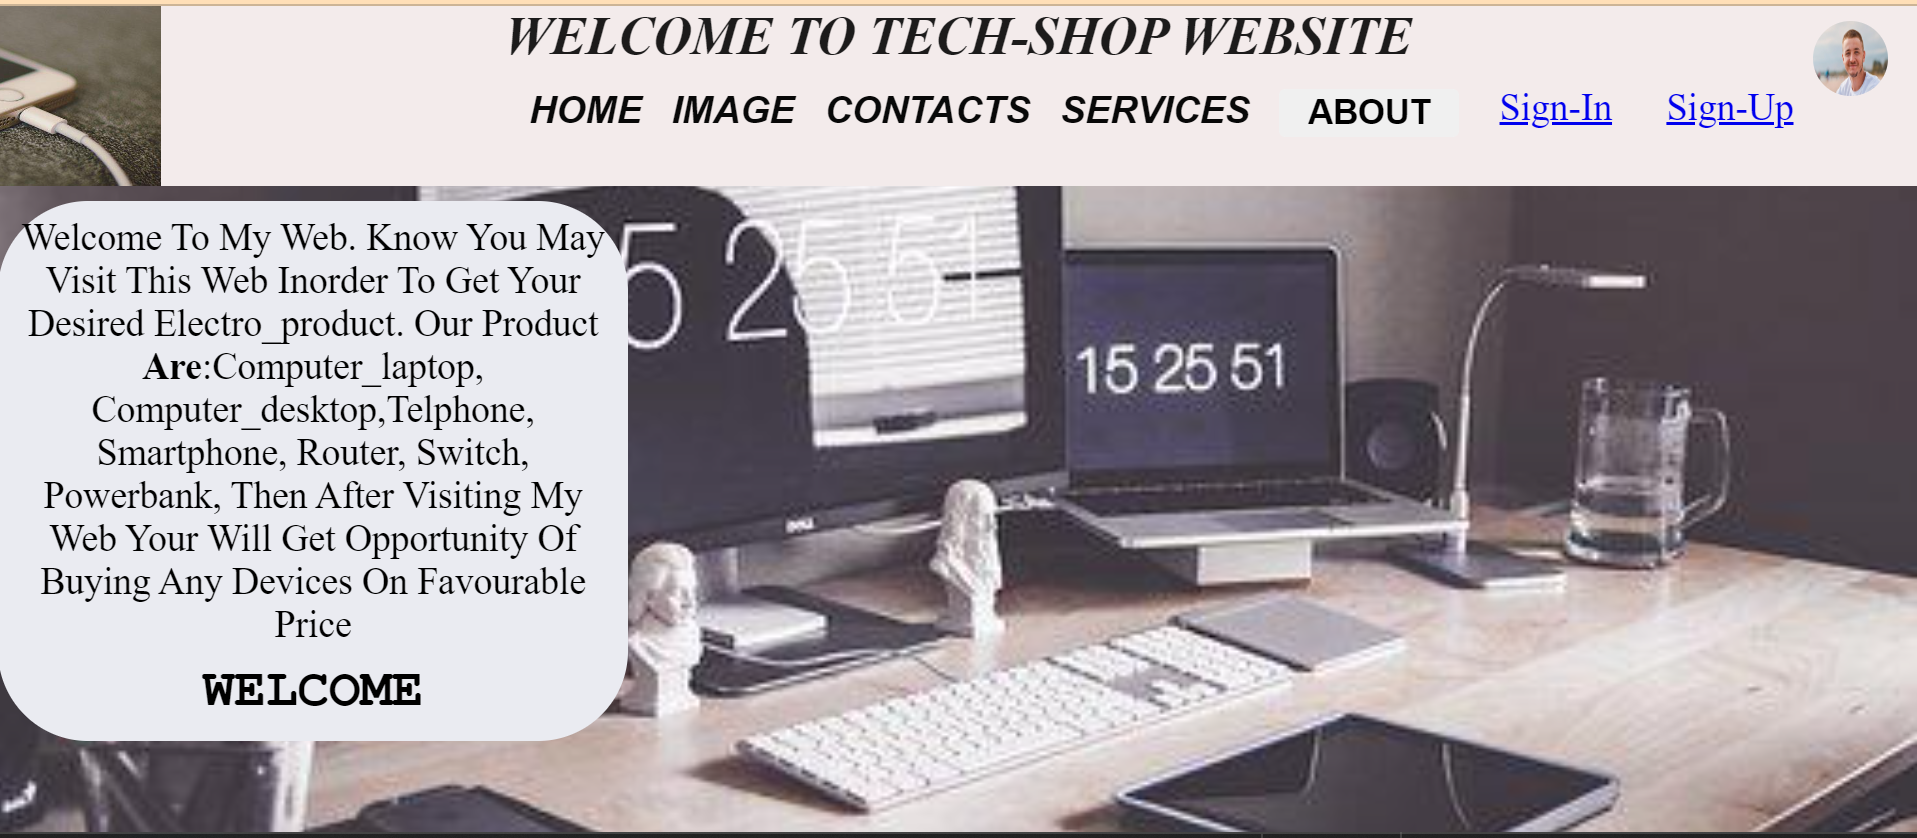 WELCOME TO TECH-SHOP WEBSITE
HOME IMAGE CONTACTS SERVICES ABOUT Sign-In Sign-Up
Welcome To My Web. Know You May
Visit This Web Inorder To Get Your
Desired Electro_product. Our Product
Are:Computer_laptop,
Computer_desktop,Telphone,
Smartphone, Router, Switch,
Powerbank, Then After Visiting My
Web Your Will Get Opportunity Of
Buying Any Devices On Favourable
Price
WELCOME
5 25 51
15 25 51
DELL